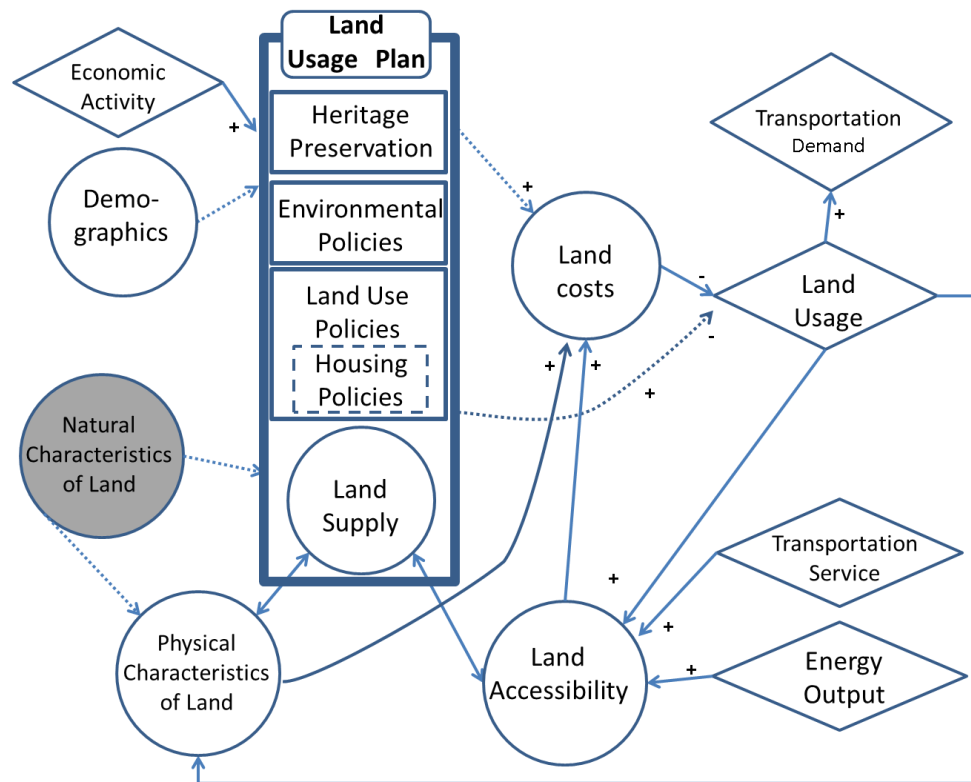 Land
Usage Plan
Economic
Activity
+
Heritage
Preservation
Demo-
graphics
Environmental
Policies
Land Use
Policies
Housing
Policies
+
Land
costs
-
Transportation
Demand
+
Land
Usage
-
+
+
+
Natural
Characteristics
of Land
Land
Supply
Transportation
Service
+
+
Physical
Characteristics
of Land
Land
Accessibility
+
Energy
Output